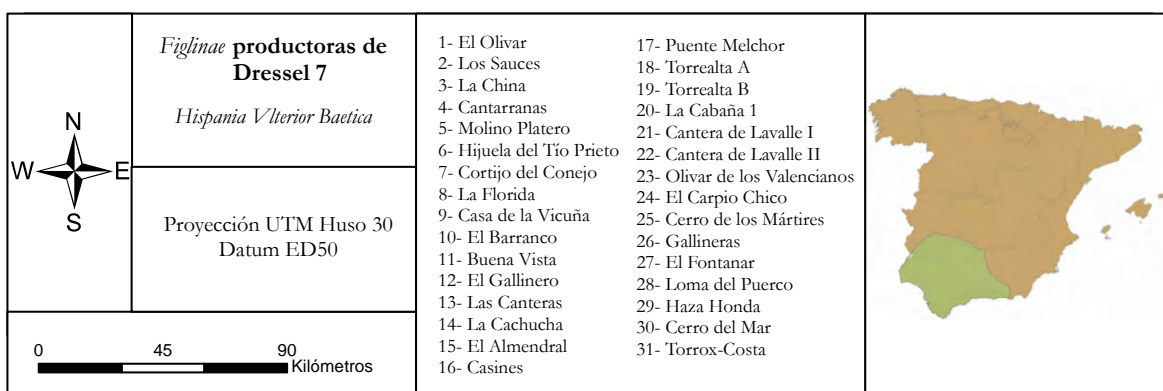 Figlinae productoras de
Dressel 7
Hispania Vlterior Baetica
N
W E
S
Proyección UTM Huso 30
Datum ED50
0 45 90
Kilómetros
1- El Olivar
2- Los Sauces
3- La China
4- Cantarranas
5- Molino Platero
6- Hijuela del Tío Prieto
7- Cortijo del Conejo
8- La Florida
9- Casa de la Vicuña
10- El Barranco
11- Buena Vista
12- El Gallinero
13- Las Canteras
14- La Cachucha
15- El Almendral
16- Casines
17- Puente Melchor
18- Torrealta A
19- Torrealta B
20- La Cabaña 1
21- Cantera de Lavalle I
22- Cantera de Lavalle II
23- Olivar de los Valencianos
24- El Carpio Chico
25- Cerro de los Mártires
26- Gallineras
27- El Fontanar
28- Loma del Puerco
29- Haza Honda
30- Cerro del Mar
31- Torrox-Costa